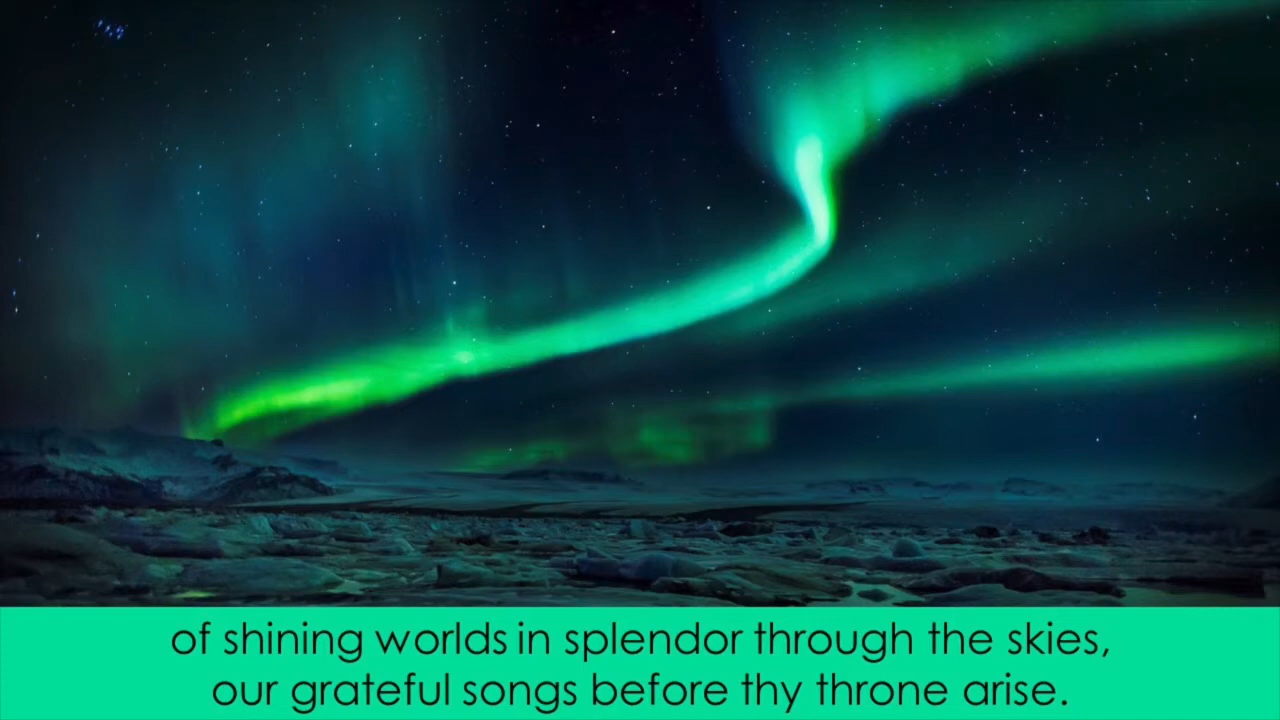 of shining worlds in splendor through the skies,
our grateful songs before thy throne arise.